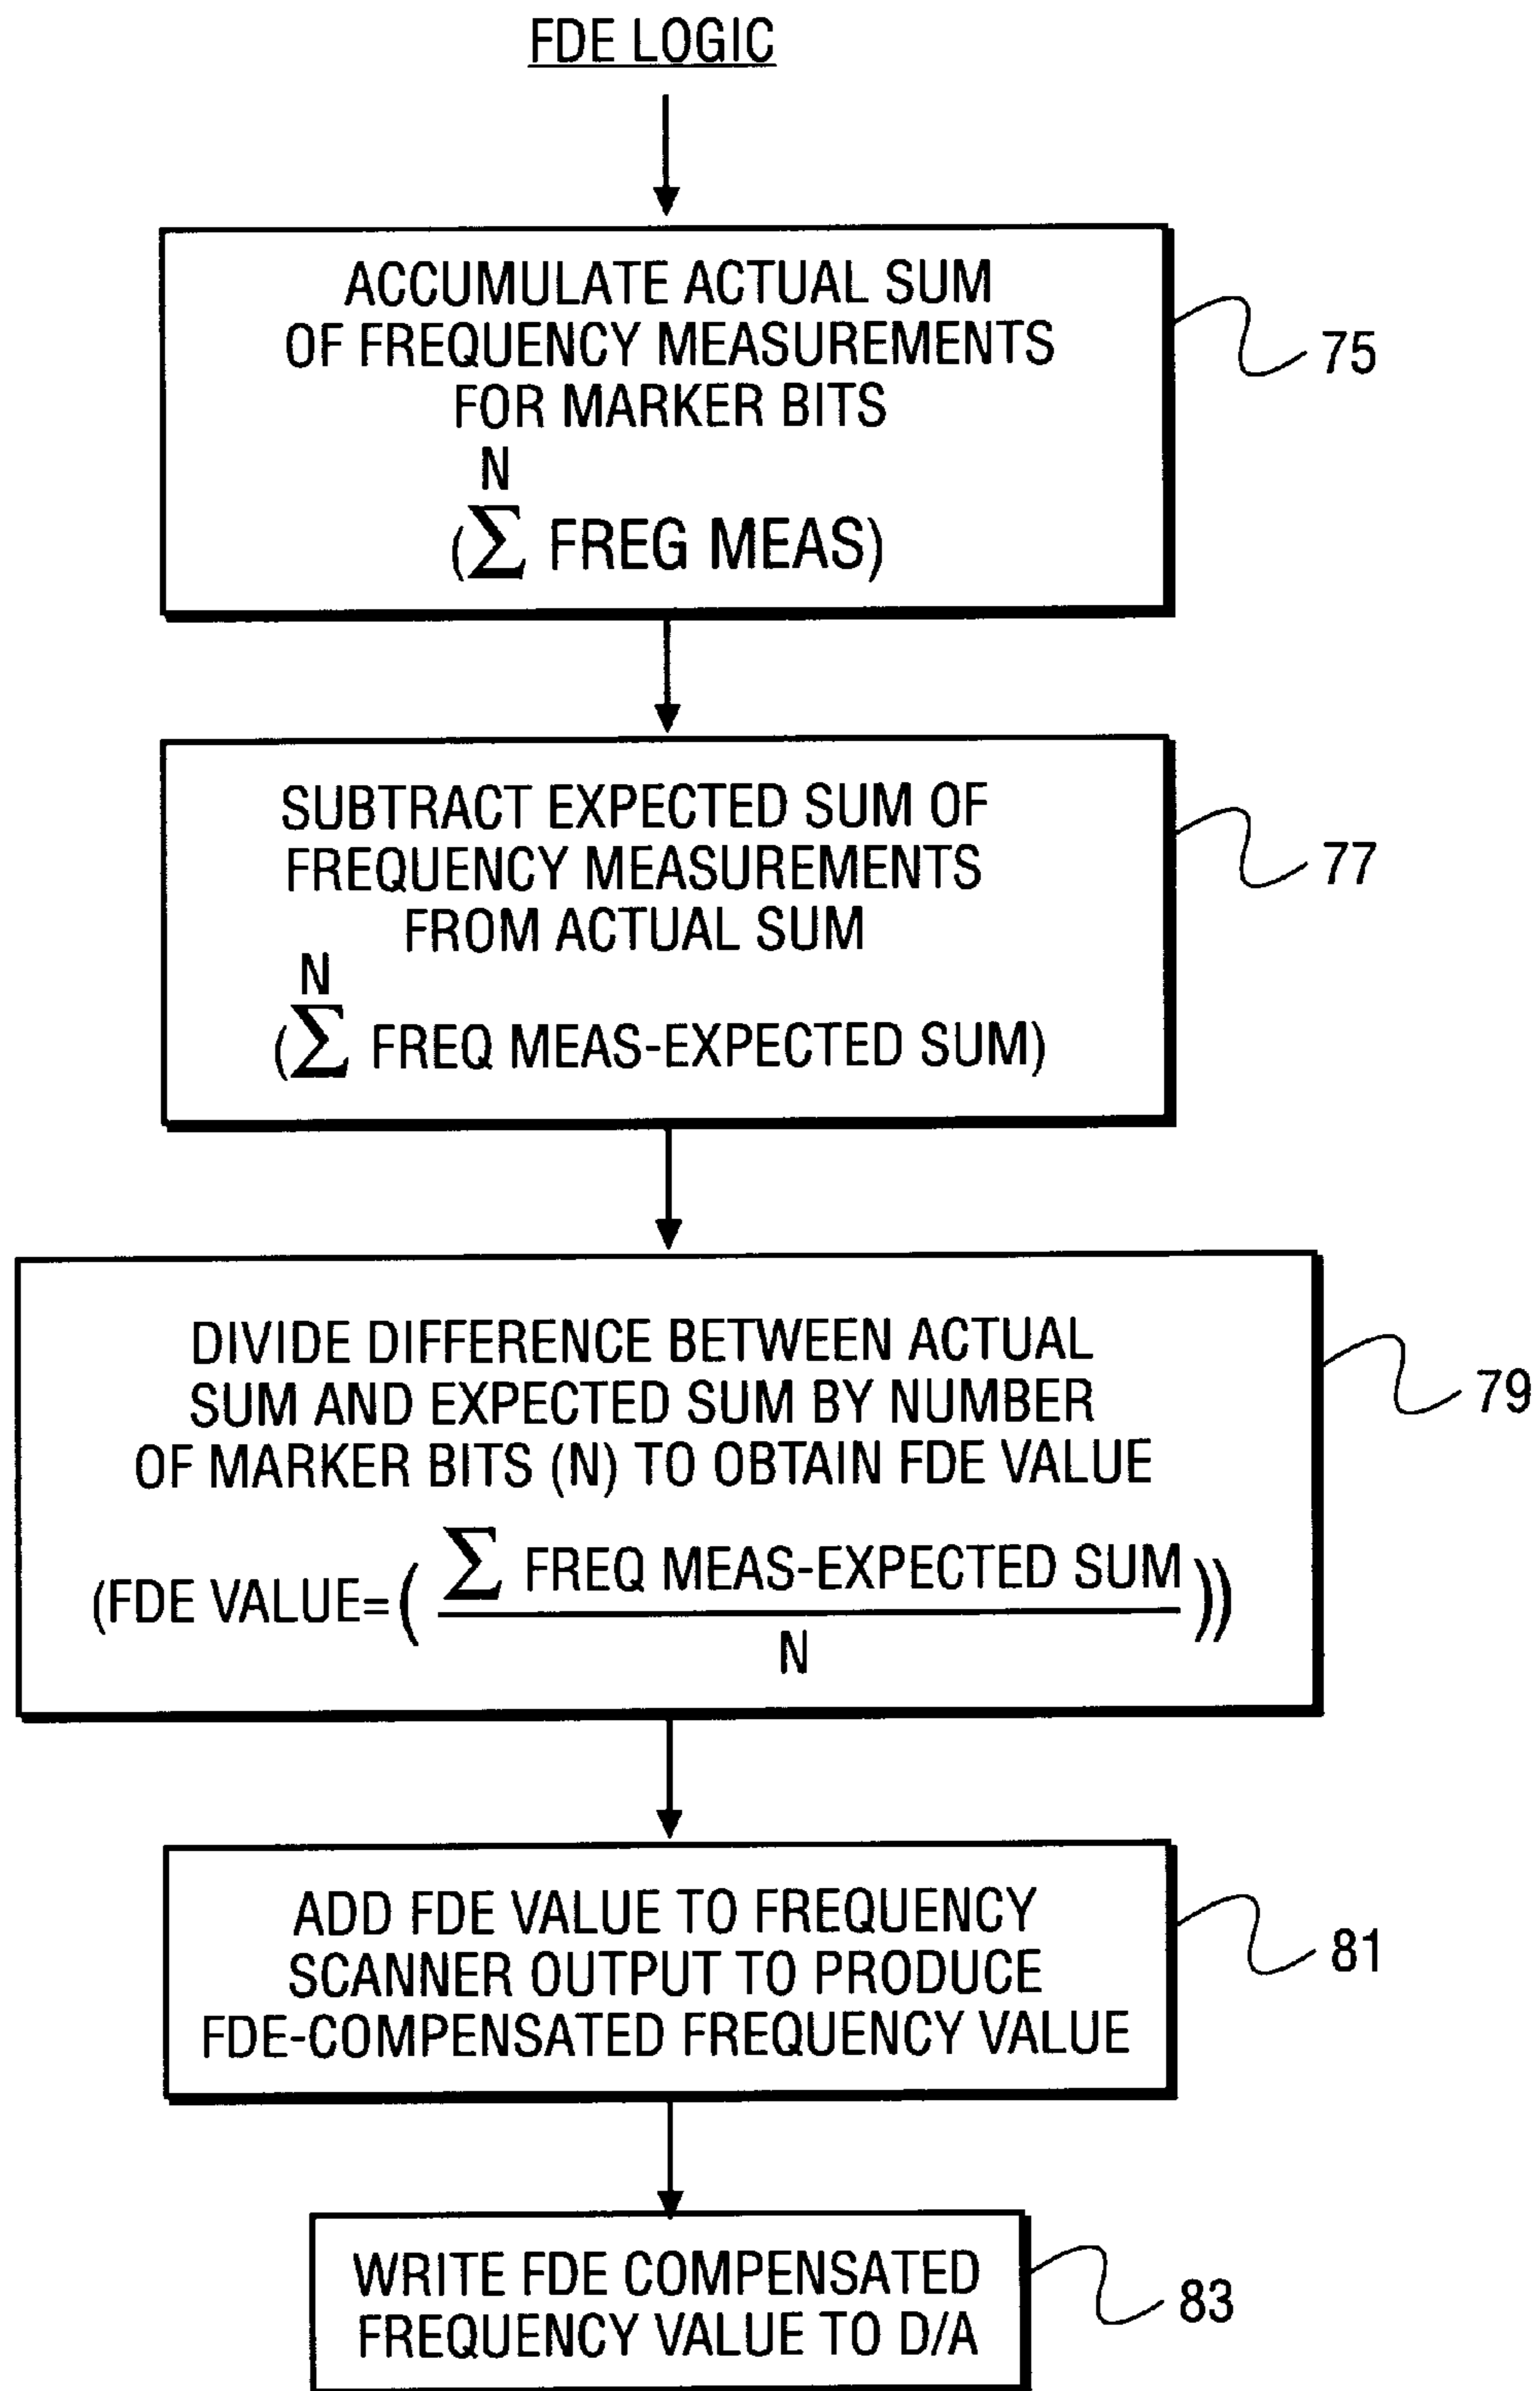 FDE LOGIC
ACCUMULATE ACTUAL SUM
OF FREQUENCY MEASUREMENTS
FOR MARKER BITS
N
(Σ FREG MEAS)
75
SUBTRACT EXPECTED SUM OF
FREQUENCY MEASUREMENTS
FROM ACTUAL SUM
N
(Σ FREQ MEAS-EXPECTED SUM)
77
DIVIDE DIFFERENCE BETWEEN ACTUAL
SUM AND EXPECTED SUM BY NUMBER
OF MARKER BITS (N) TO OBTAIN FDE VALUE
Σ FREQ MEAS-EXPECTED SUM
(FDE VALUE=( ))
N
79
ADD FDE VALUE TO FREQUENCY
SCANNER OUTPUT TO PRODUCE
FDE-COMPENSATED FREQUENCY VALUE
81
WRITE FDE COMPENSATED
FREQUENCY VALUE TO D/A
83